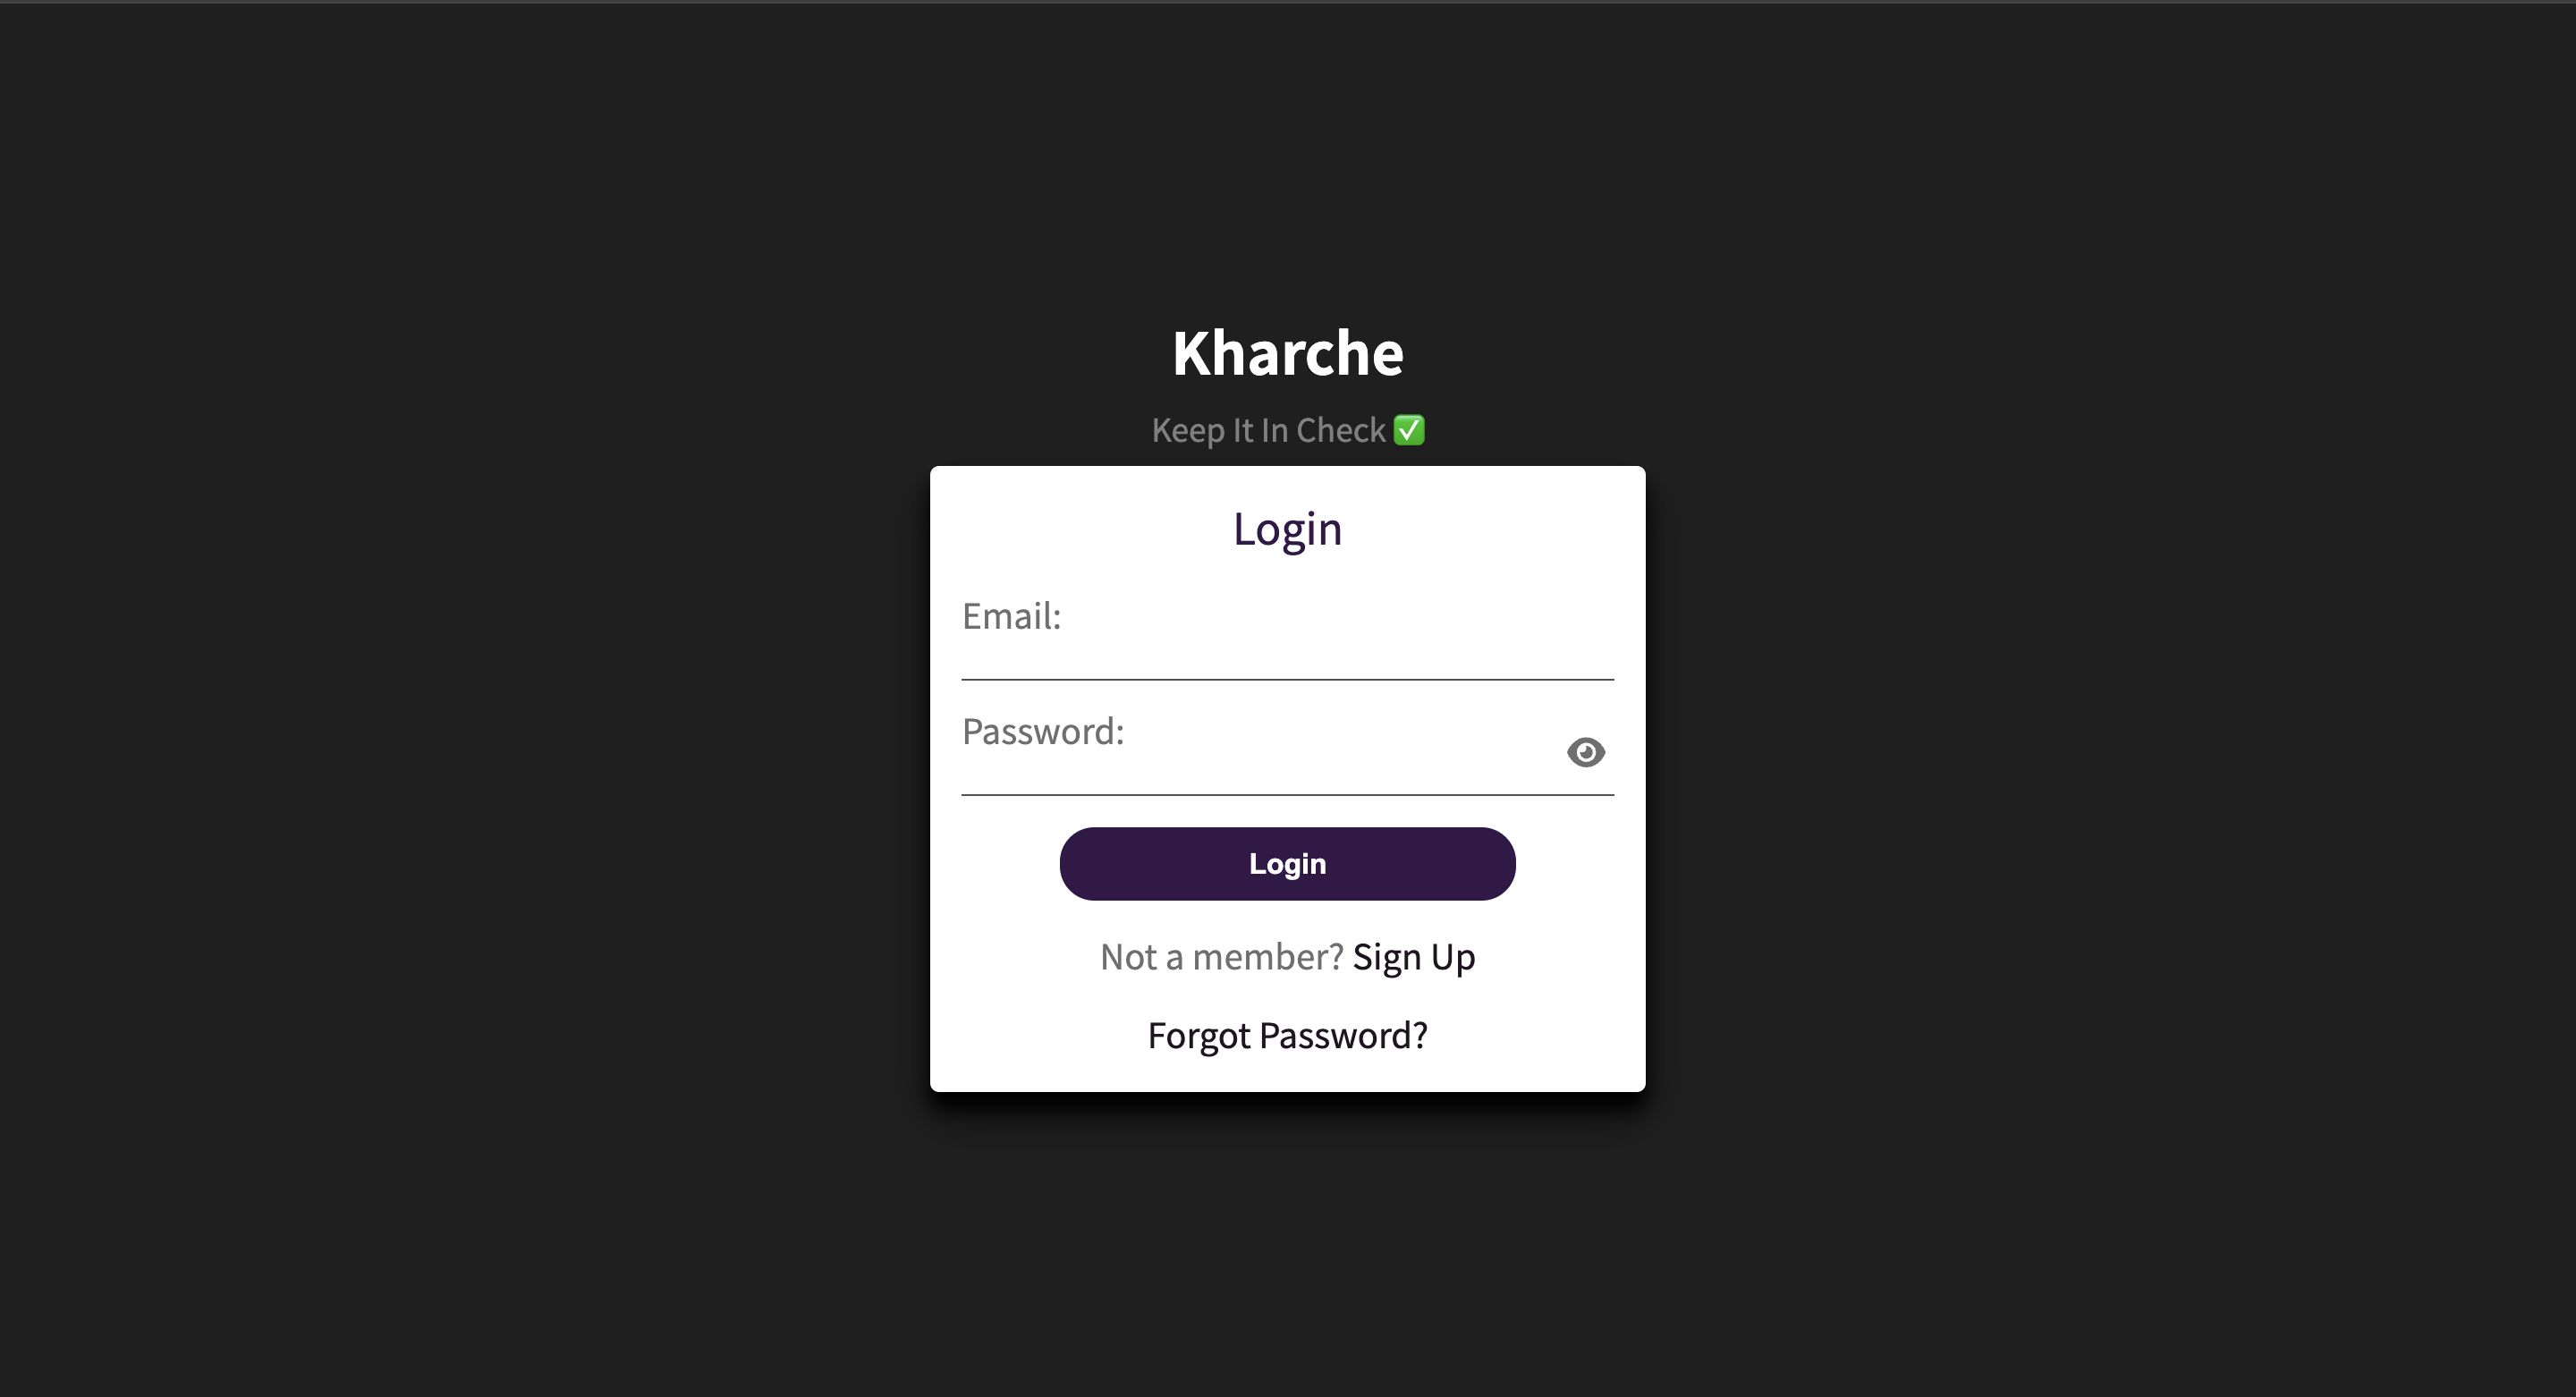 Kharche
Keep It In Check ✅
Login
Email:
Password:
Login
Not a member? Sign Up
Forgot Password?